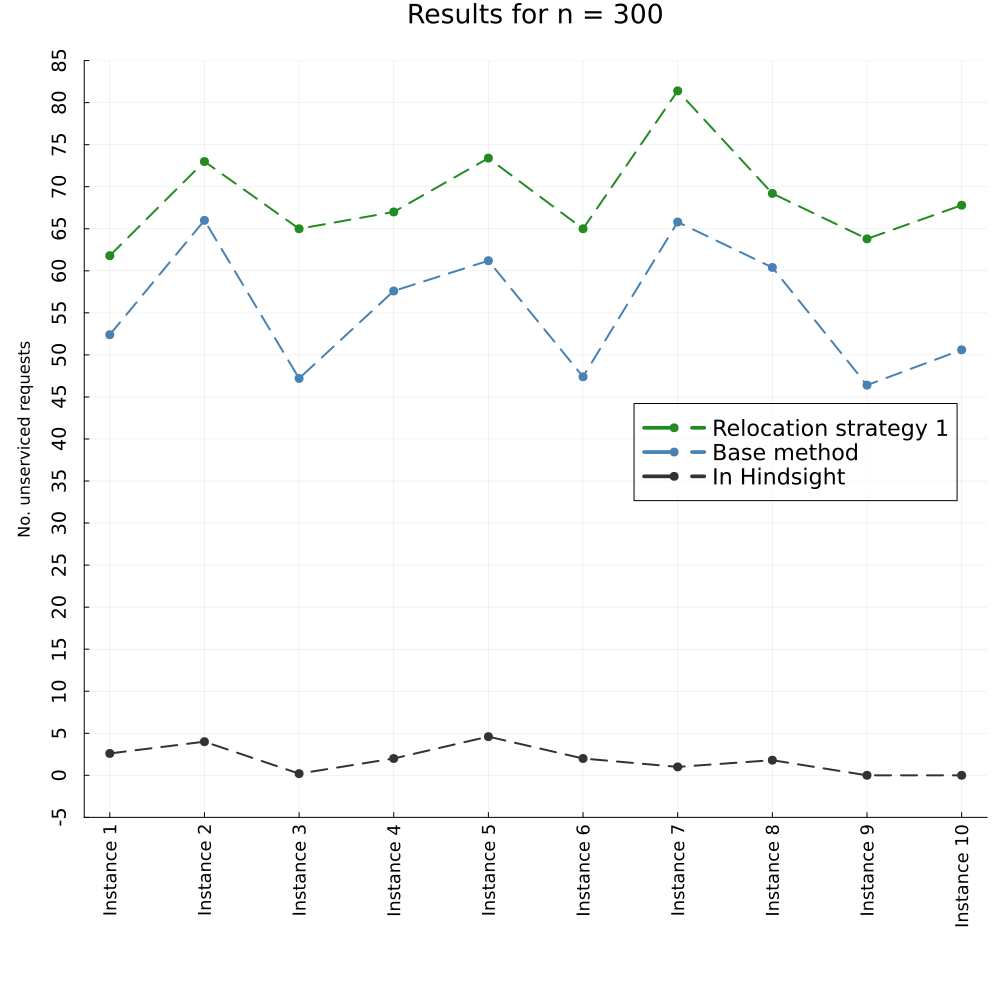 Results for n = 300
No. unserviced requests
85
80
75
70
65
60
55
50
45
40
35
30
25
20
15
10
5
0
-5
Relocation strategy 1
Base method
In Hindsight
Instance 1
Instance 2
Instance 3
Instance 4
Instance 5
Instance 6
Instance 7
Instance 8
Instance 9
Instance 10